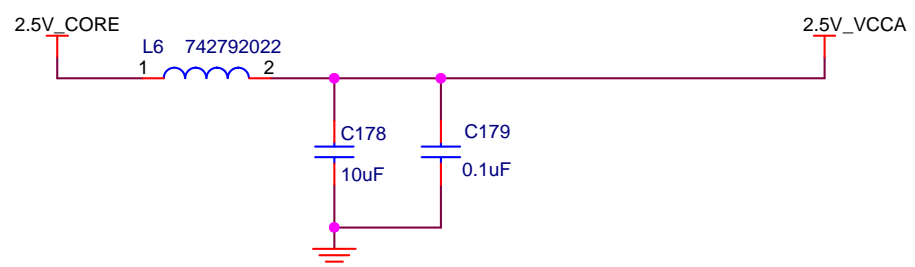 2.5V_CORE
2.5V_VCCA
L6 742792022
1 2
C178
C179
10uF
0.1uF